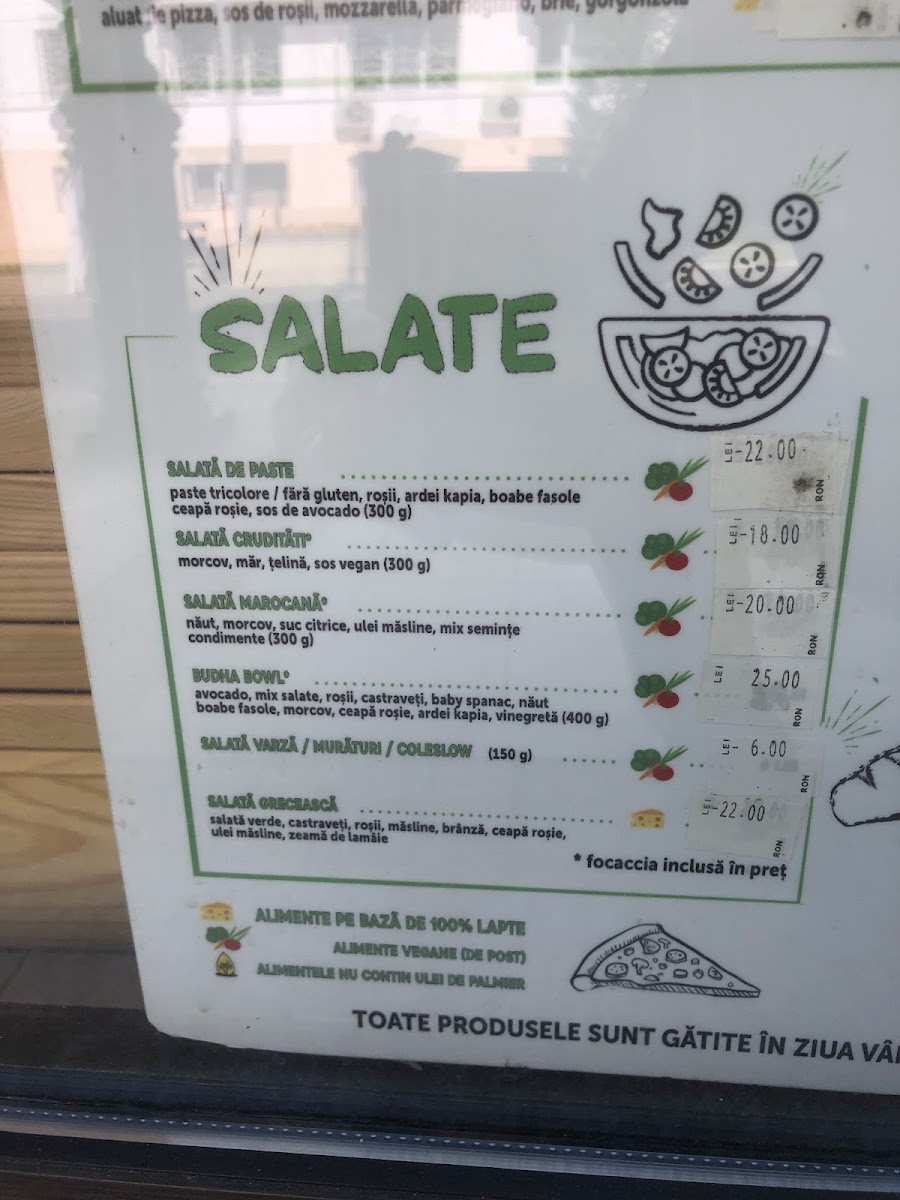 aluat de pizza, sos de roșii, mozzarella, parmegiano, brie, gorgonzola
SALATE
SALATĂ DE PASTE LEI -22.00 RON
paste tricolore / fără gluten, roșii, ardei kapia, boabe fasole
ceapă roșie, sos de avocado (300 g)
SALATĂ CRUDITĂTI* LEI -18.00 RON
morcov, măr, țelină, sos vegan (300 g)
SALATĂ MAROCANĂ* LEI -20.00 RON
năut, morcov, suc citrice, ulei măsline, mix semințe
condimente (300 g)
BUDHA BOWL* LEI 25.00 RON
avocado, mix salate, roșii, castraveți, baby spanac, năut
boabe fasole, morcov, ceapă roșie, ardei kapia, vinegretă (400 g)
SALATĂ VARZĂ / MURĂTURI / COLESLOW (150 g) LEI - 6.00 RON
SALATĂ GRECEASCĂ LEI -22.00 RON
salată verde, castraveți, roșii, măsline, brânză, ceapă roșie,
ulei măsline, zeamă de lamâie
* focaccia inclusă în preț
ALIMENTE PE BAZĂ DE 100% LAPTE
ALIMENTE VEGANE (DE POST)
ALIMENTELE NU CONTIN ULEI DE PALMIER
TOATE PRODUSELE SUNT GĂTITE ÎN ZIUA